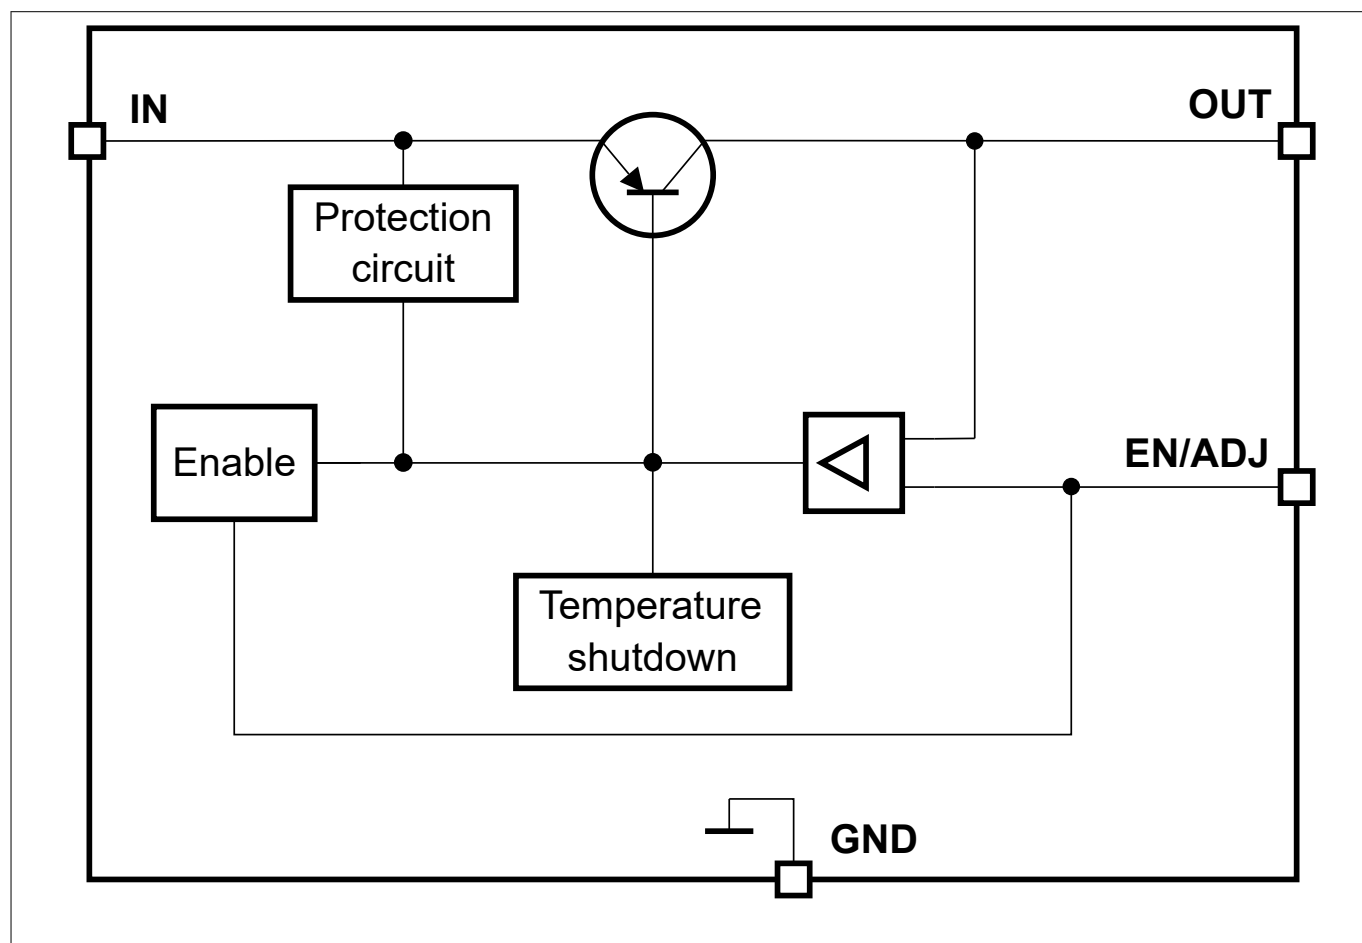 IN
OUT
Protection
circuit
Enable
EN/ADJ
Temperature
shutdown
GND